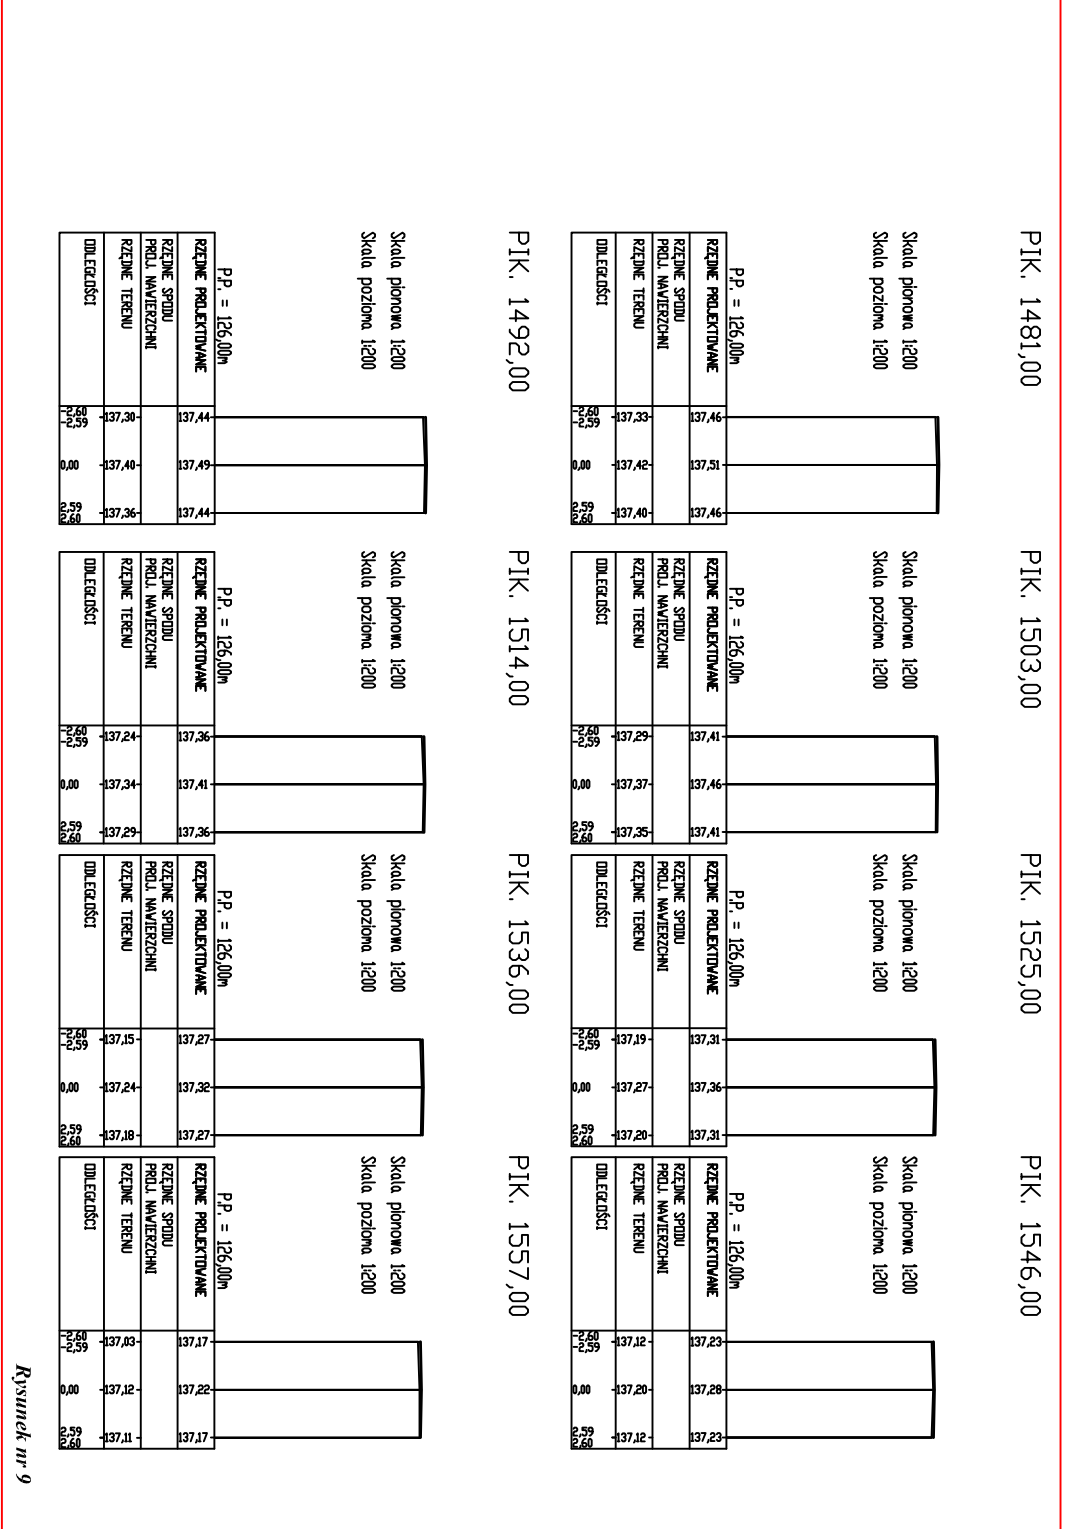 PIK. 1481,00
Skala pionowa 1:200
Skala pozioma 1:200
P.P. = 126,00m
RZĘDNE PROJEKTOWANE
137,46 137,51 137,46
RZĘDNE SPODU
PROJ. NAWIERZCHNI
RZĘDNE TERENU
137,33 137,42 137,40
ODLEGŁOŚCI
-2,60 -2,59 0,00 2,59 2,60
PIK. 1503,00
Skala pionowa 1:200
Skala pozioma 1:200
P.P. = 126,00m
RZĘDNE PROJEKTOWANE
137,41 137,46 137,41
RZĘDNE SPODU
PROJ. NAWIERZCHNI
RZĘDNE TERENU
137,29 137,37 137,35
ODLEGŁOŚCI
-2,60 -2,59 0,00 2,59 2,60
PIK. 1525,00
Skala pionowa 1:200
Skala pozioma 1:200
P.P. = 126,00m
RZĘDNE PROJEKTOWANE
137,31 137,36 137,31
RZĘDNE SPODU
PROJ. NAWIERZCHNI
RZĘDNE TERENU
137,19 137,27 137,20
ODLEGŁOŚCI
-2,60 -2,59 0,00 2,59 2,60
PIK. 1546,00
Skala pionowa 1:200
Skala pozioma 1:200
P.P. = 126,00m
RZĘDNE PROJEKTOWANE
137,23 137,28 137,23
RZĘDNE SPODU
PROJ. NAWIERZCHNI
RZĘDNE TERENU
137,12 137,20 137,12
ODLEGŁOŚCI
-2,60 -2,59 0,00 2,59 2,60
PIK. 1492,00
Skala pionowa 1:200
Skala pozioma 1:200
P.P. = 126,00m
RZĘDNE PROJEKTOWANE
137,44 137,49 137,44
RZĘDNE SPODU
PROJ. NAWIERZCHNI
RZĘDNE TERENU
137,30 137,40 137,36
ODLEGŁOŚCI
-2,60 -2,59 0,00 2,59 2,60
PIK. 1514,00
Skala pionowa 1:200
Skala pozioma 1:200
P.P. = 126,00m
RZĘDNE PROJEKTOWANE
137,36 137,41 137,36
RZĘDNE SPODU
PROJ. NAWIERZCHNI
RZĘDNE TERENU
137,24 137,34 137,29
ODLEGŁOŚCI
-2,60 -2,59 0,00 2,59 2,60
PIK. 1536,00
Skala pionowa 1:200
Skala pozioma 1:200
P.P. = 126,00m
RZĘDNE PROJEKTOWANE
137,27 137,32 137,27
RZĘDNE SPODU
PROJ. NAWIERZCHNI
RZĘDNE TERENU
137,15 137,24 137,18
ODLEGŁOŚCI
-2,60 -2,59 0,00 2,59 2,60
PIK. 1557,00
Skala pionowa 1:200
Skala pozioma 1:200
P.P. = 126,00m
RZĘDNE PROJEKTOWANE
137,17 137,22 137,17
RZĘDNE SPODU
PROJ. NAWIERZCHNI
RZĘDNE TERENU
137,03 137,12 137,11
ODLEGŁOŚCI
-2,60 -2,59 0,00 2,59 2,60
Rysunek nr 9